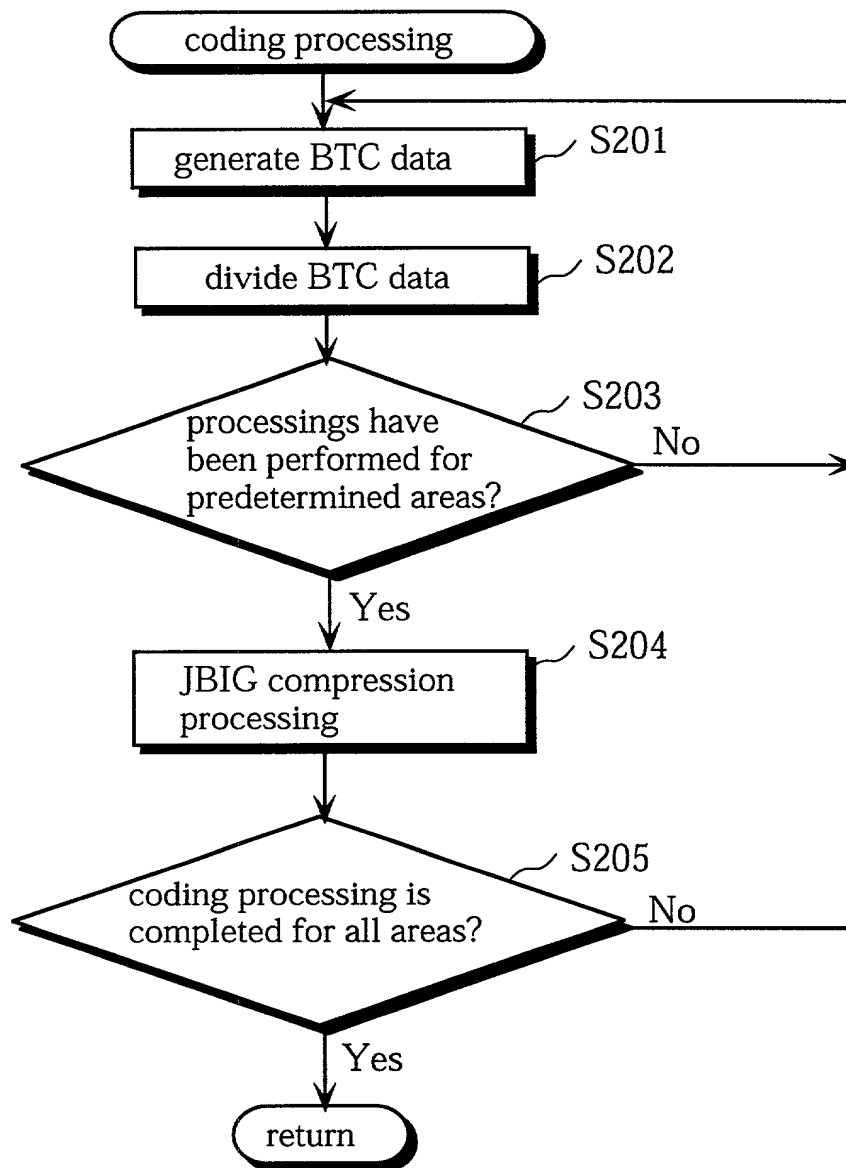 coding processing
generate BTC data
S201
divide BTC data
S202
S203
processings have
been performed for
predetermined areas?
No
Yes
S204
JBIG compression
processing
S205
coding processing is
completed for all areas?
No
Yes
return